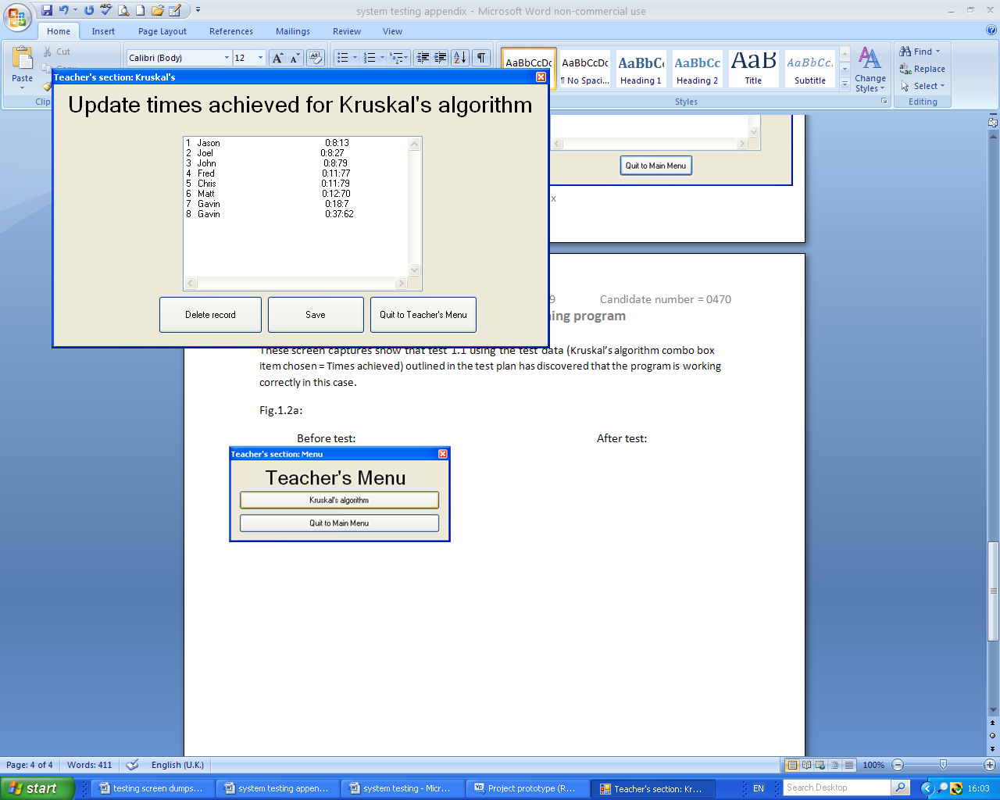 system testing appendix - Microsoft Word non-commercial use
Home Insert Page Layout References Mailings Review View
Cut
Paste
Calibri (Body) 12
AaBbCcDc AaBbCcDc AaBbCc AaBbCc AaB AaBbCc.
¶ No Spaci... Heading 1 Heading 2 Title Subtitle
Change Styles
Find
Replace
Select
Styles
Editing
Teacher's section: Kruskal's
Update times achieved for Kruskal's algorithm
1 Jason 0:8:13
2 Joel 0:8:27
3 John 0:8:79
4 Fred 0:11:77
5 Chris 0:11:79
6 Matt 0:12:70
7 Gavin 0:18:7
8 Gavin 0:37:62
Delete record Save Quit to Teacher's Menu
Quit to Main Menu
x
9 Candidate number = 0470
ning program
These screen captures show that test 1.1 using the test data (Kruskal's algorithm combo box
item chosen = Times achieved) outlined in the test plan has discovered that the program is working
correctly in this case.
Fig.1.2a:
Before test: After test:
Teacher's section: Menu
Teacher's Menu
Kruskal's algorithm
Quit to Main Menu
Page: 4 of 4 Words: 411 English (U.K.) 100%
start testing screen dumps... system testing appen... system testing - Micr... Project prototype (R... Teacher's section: Kr... EN Search Desktop 16:03